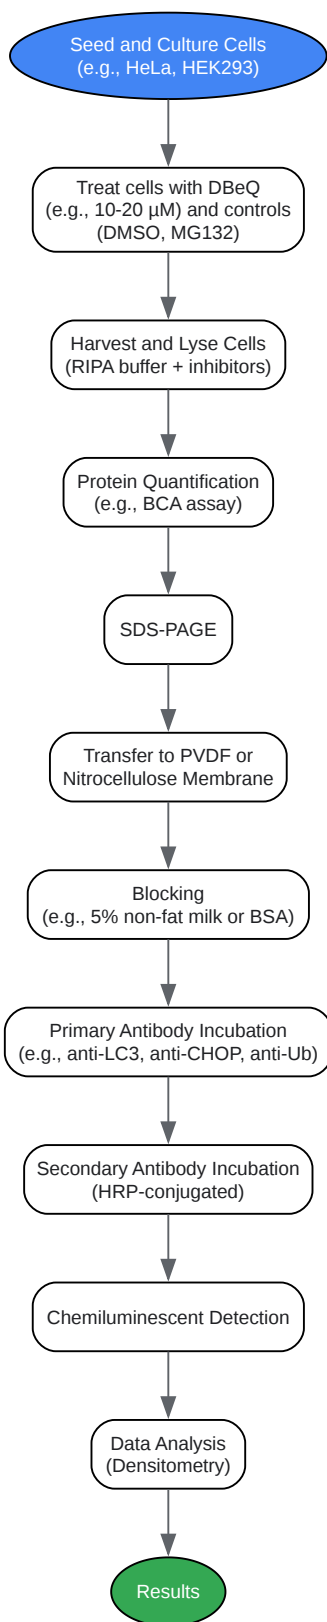 Seed and Culture Cells
(e.g., HeLa, HEK293)
Treat cells with DBeQ
(e.g., 10-20 µM) and controls
(DMSO, MG132)
Harvest and Lyse Cells
(RIPA buffer + inhibitors)
Protein Quantification
(e.g., BCA assay)
SDS-PAGE
Transfer to PVDF or
Nitrocellulose Membrane
Blocking
(e.g., 5% non-fat milk or BSA)
Primary Antibody Incubation
(e.g., anti-LC3, anti-CHOP, anti-Ub)
Secondary Antibody Incubation
(HRP-conjugated)
Chemiluminescent Detection
Data Analysis
(Densitometry)
Results